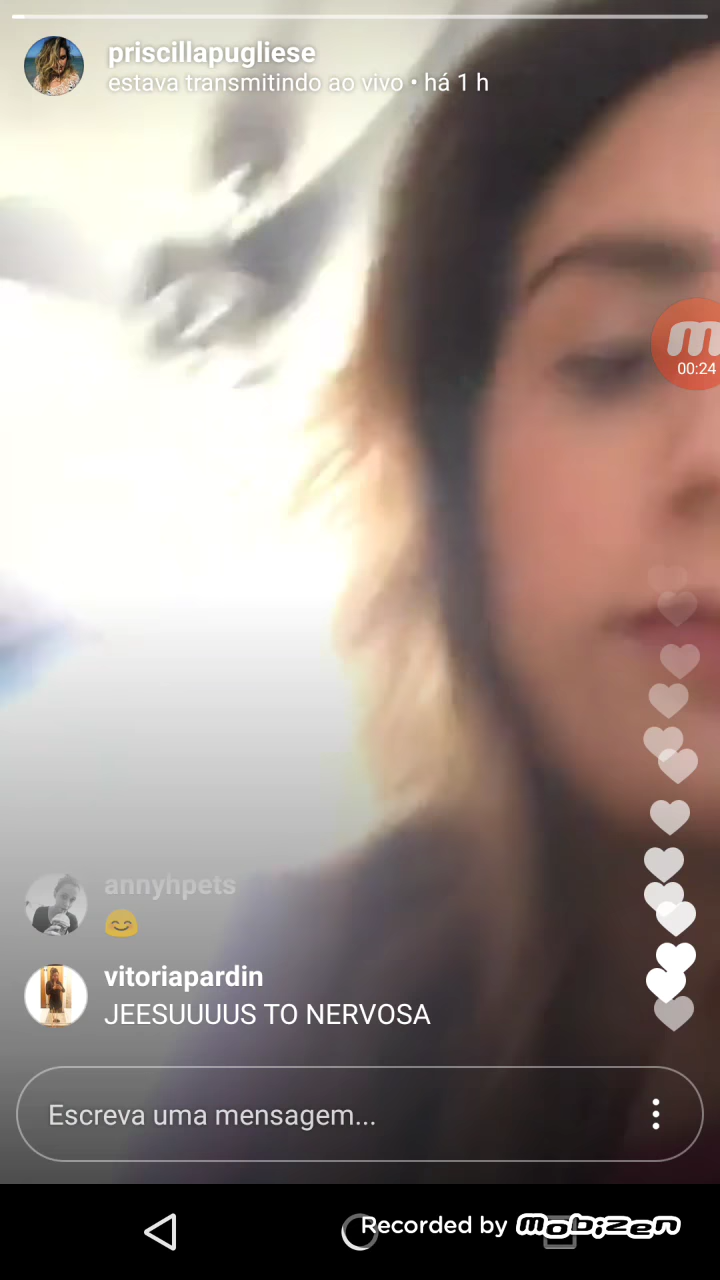 priscillapugliese
estava transmitindo ao vivo • há 1 h
m
00:24
annyhpets
vitoriapardin
JEESUUUUS TO NERVOSA
Escreva uma mensagem...
Recorded by mobizen